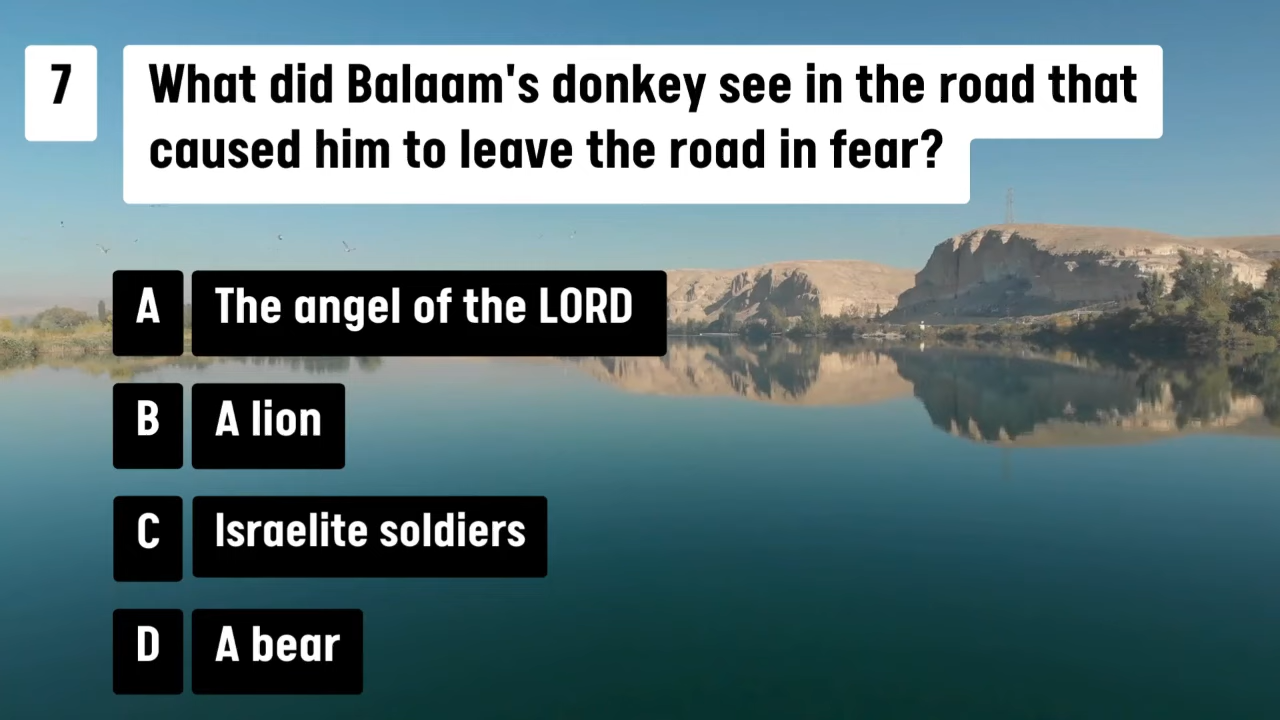 7
What did Balaam's donkey see in the road that
caused him to leave the road in fear?
A The angel of the LORD
B A lion
C Israelite soldiers
D A bear